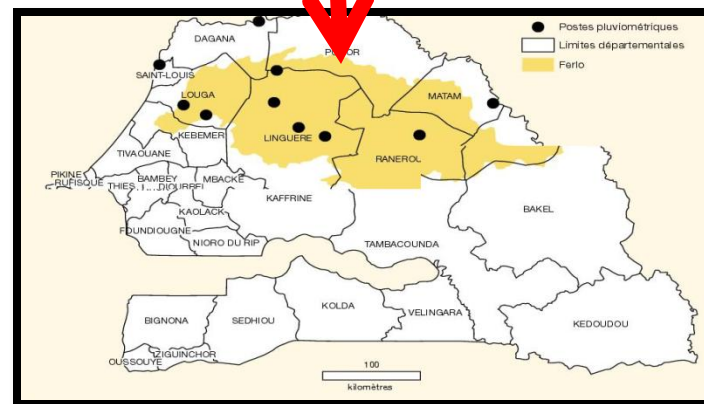 Postes pluviométriques
Limites départementales
Ferlo
DAGANA
SAINT-LOUIS
LOUGA
MATAM
KEBEMER
LINGUERE
RANEROU
TIVAOUANE
PIKINE
RUFISQUE
THIES
BAMBEY
DIOURBEL
MBACKE
KAFFRINE
BAKEL
KAOLACK
FOUNDIOUGNE
NIORO DU RIP
TAMBACOUNDA
BIGNONA
SEDHIOU
KOLDA
VELINGARA
KEDOUDOU
OUSSOUYE
ZIGUINCHOR
100
kilomètres